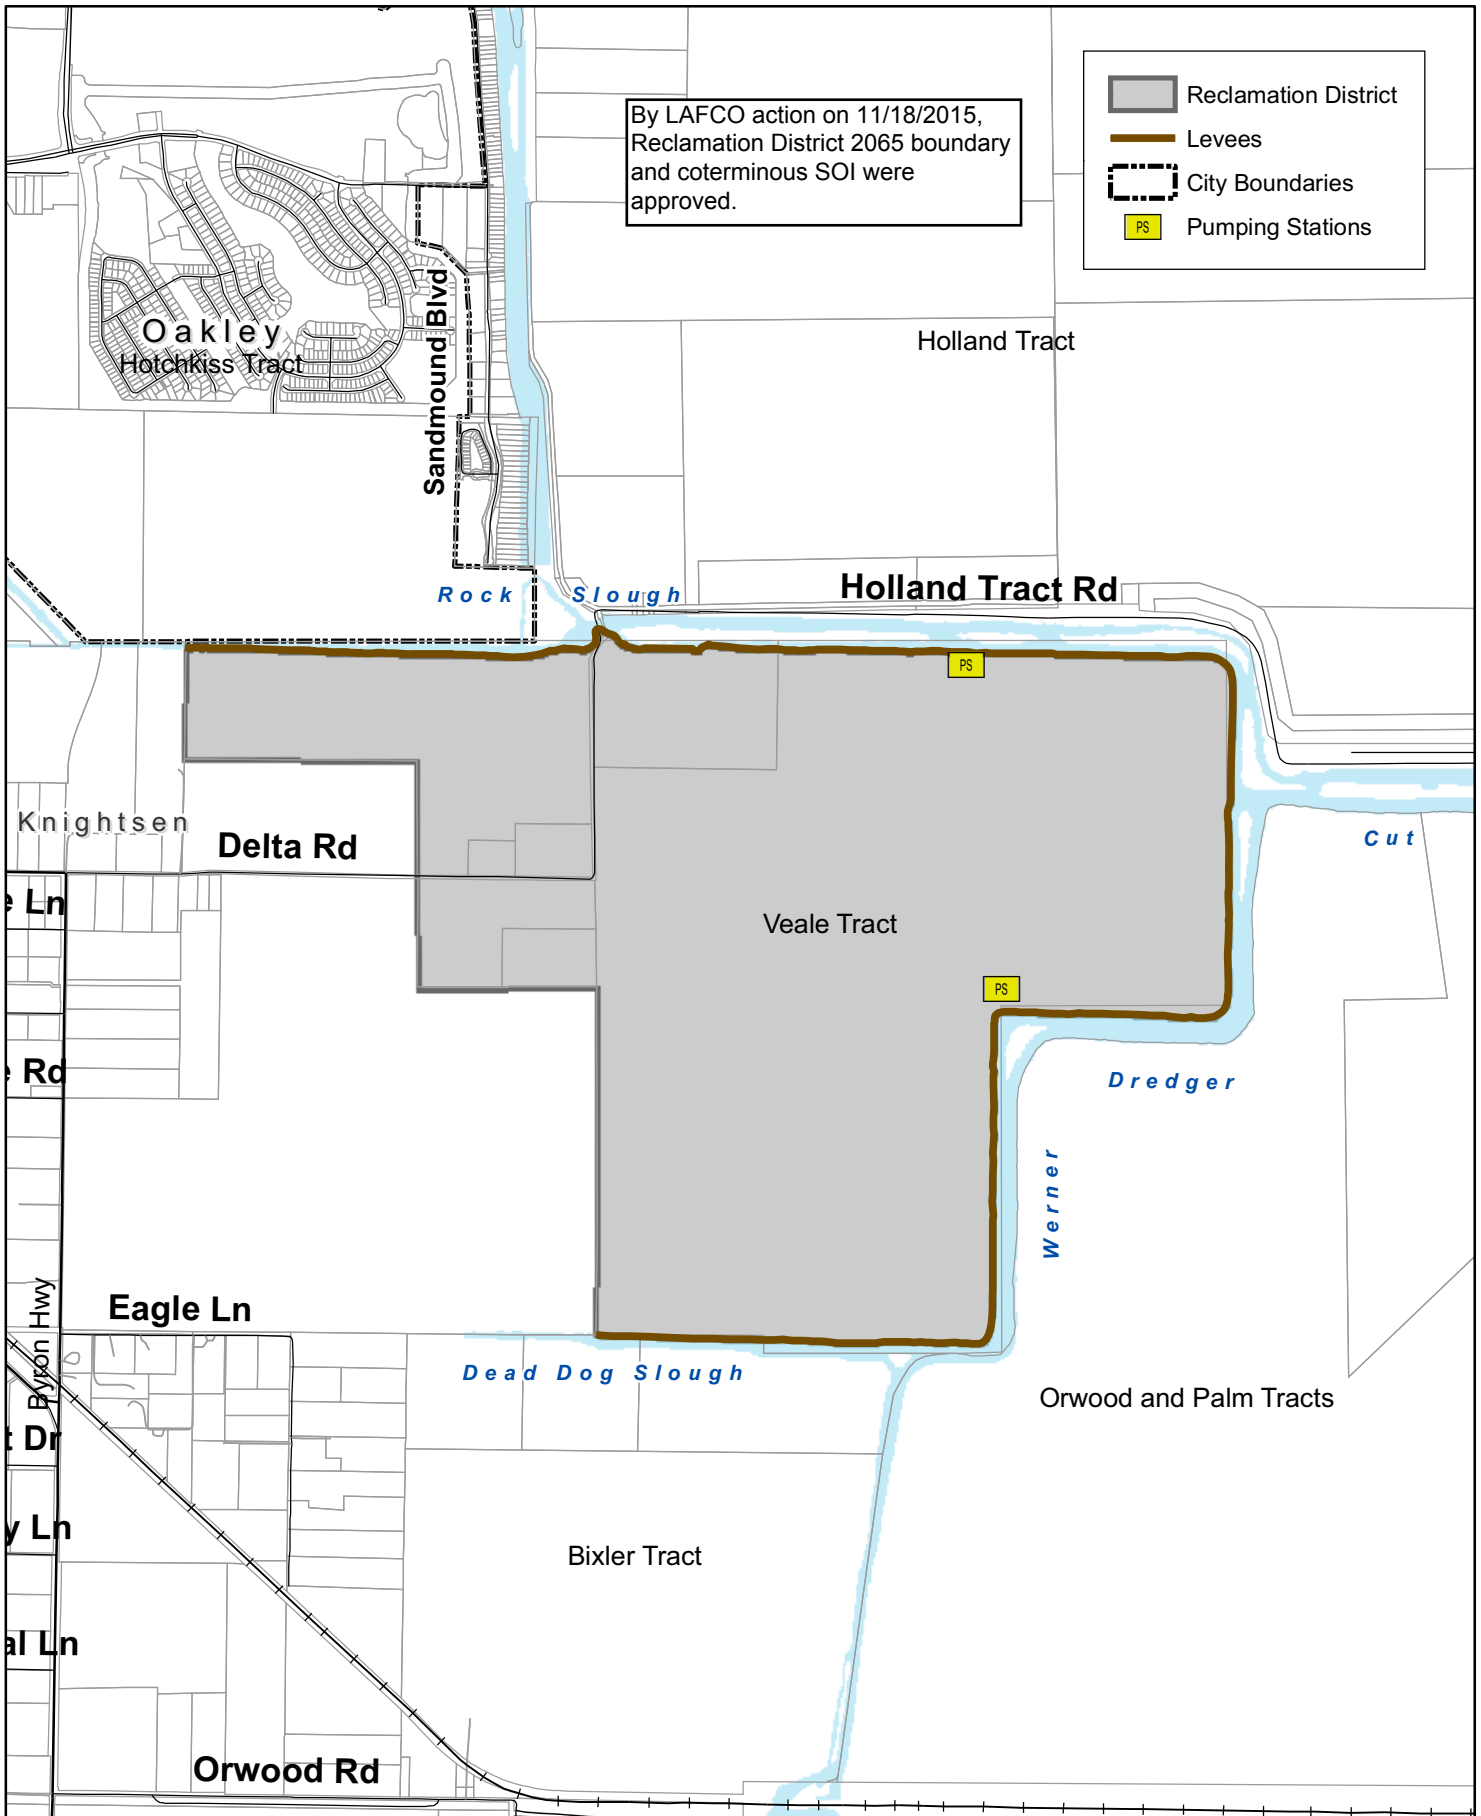 By LAFCO action on 11/18/2015,
Reclamation District 2065 boundary
and coterminous SOI were
approved.
Reclamation District
Levees
City Boundaries
PS Pumping Stations
Oakley
Hotchkiss Tract
Sandmound Blvd
Holland Tract
Rock Slough
Holland Tract Rd
PS
Knightsen
Delta Rd
Cut
e Ln
Veale Tract
PS
e Rd
Dredger
Werner
Eagle Ln
Byron Hwy
Dead Dog Slough
Orwood and Palm Tracts
t Dr
y Ln
Bixler Tract
al Ln
Orwood Rd